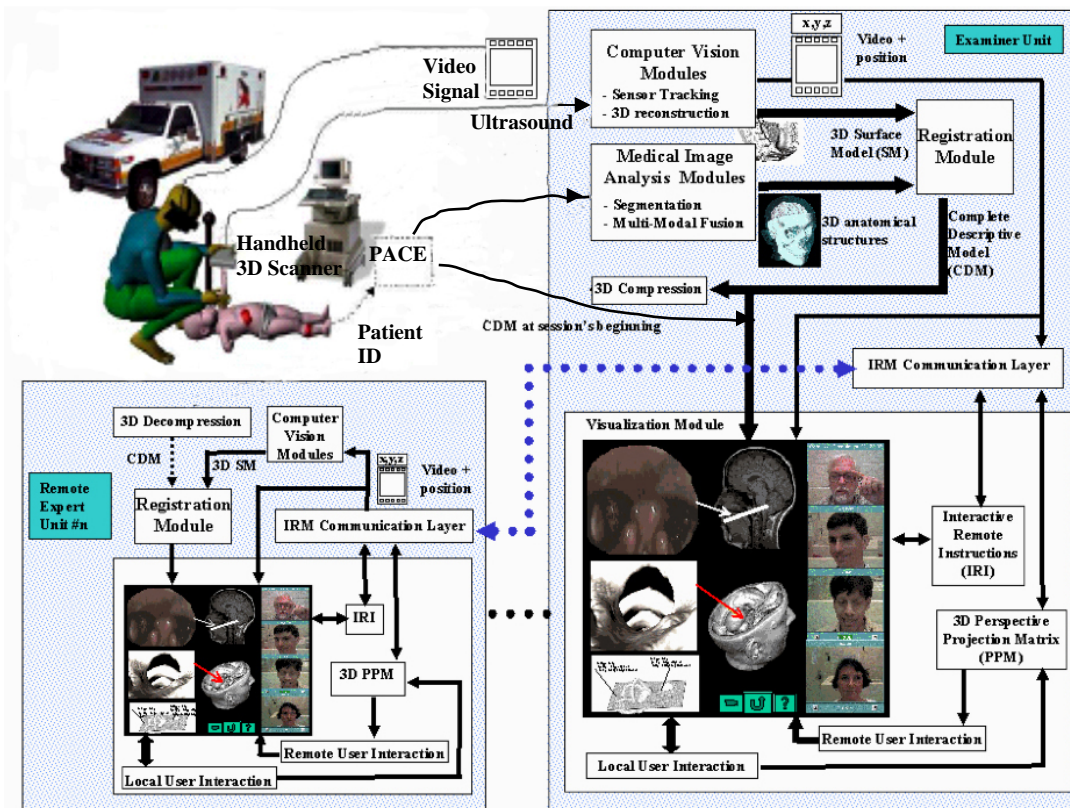 Video
Signal
Ultrasound
Handheld
3D Scanner
PACE
Patient
ID
x,y,z
Video +
position
Examiner Unit
Computer Vision
Modules
- Sensor Tracking
- 3D reconstruction
3D Surface
Model (SM)
Registration
Module
Medical Image
Analysis Modules
- Segmentation
- Multi-Modal Fusion
3D anatomical
structures
Complete
Descriptive
Model
(CDM)
3D Compression
CDM at session's beginning
IRM Communication Layer
Visualization Module
Interactive
Remote
Instructions
(IRI)
3D Perspective
Projection Matrix
(PPM)
?
Remote User Interaction
Local User Interaction
3D Decompression
CDM
Computer
Vision
Modules
3D SM
x,y,z
Video +
position
Remote
Expert
Unit #n
Registration
Module
IRM Communication Layer
IRI
3D PPM
?
Remote User Interaction
Local User Interaction